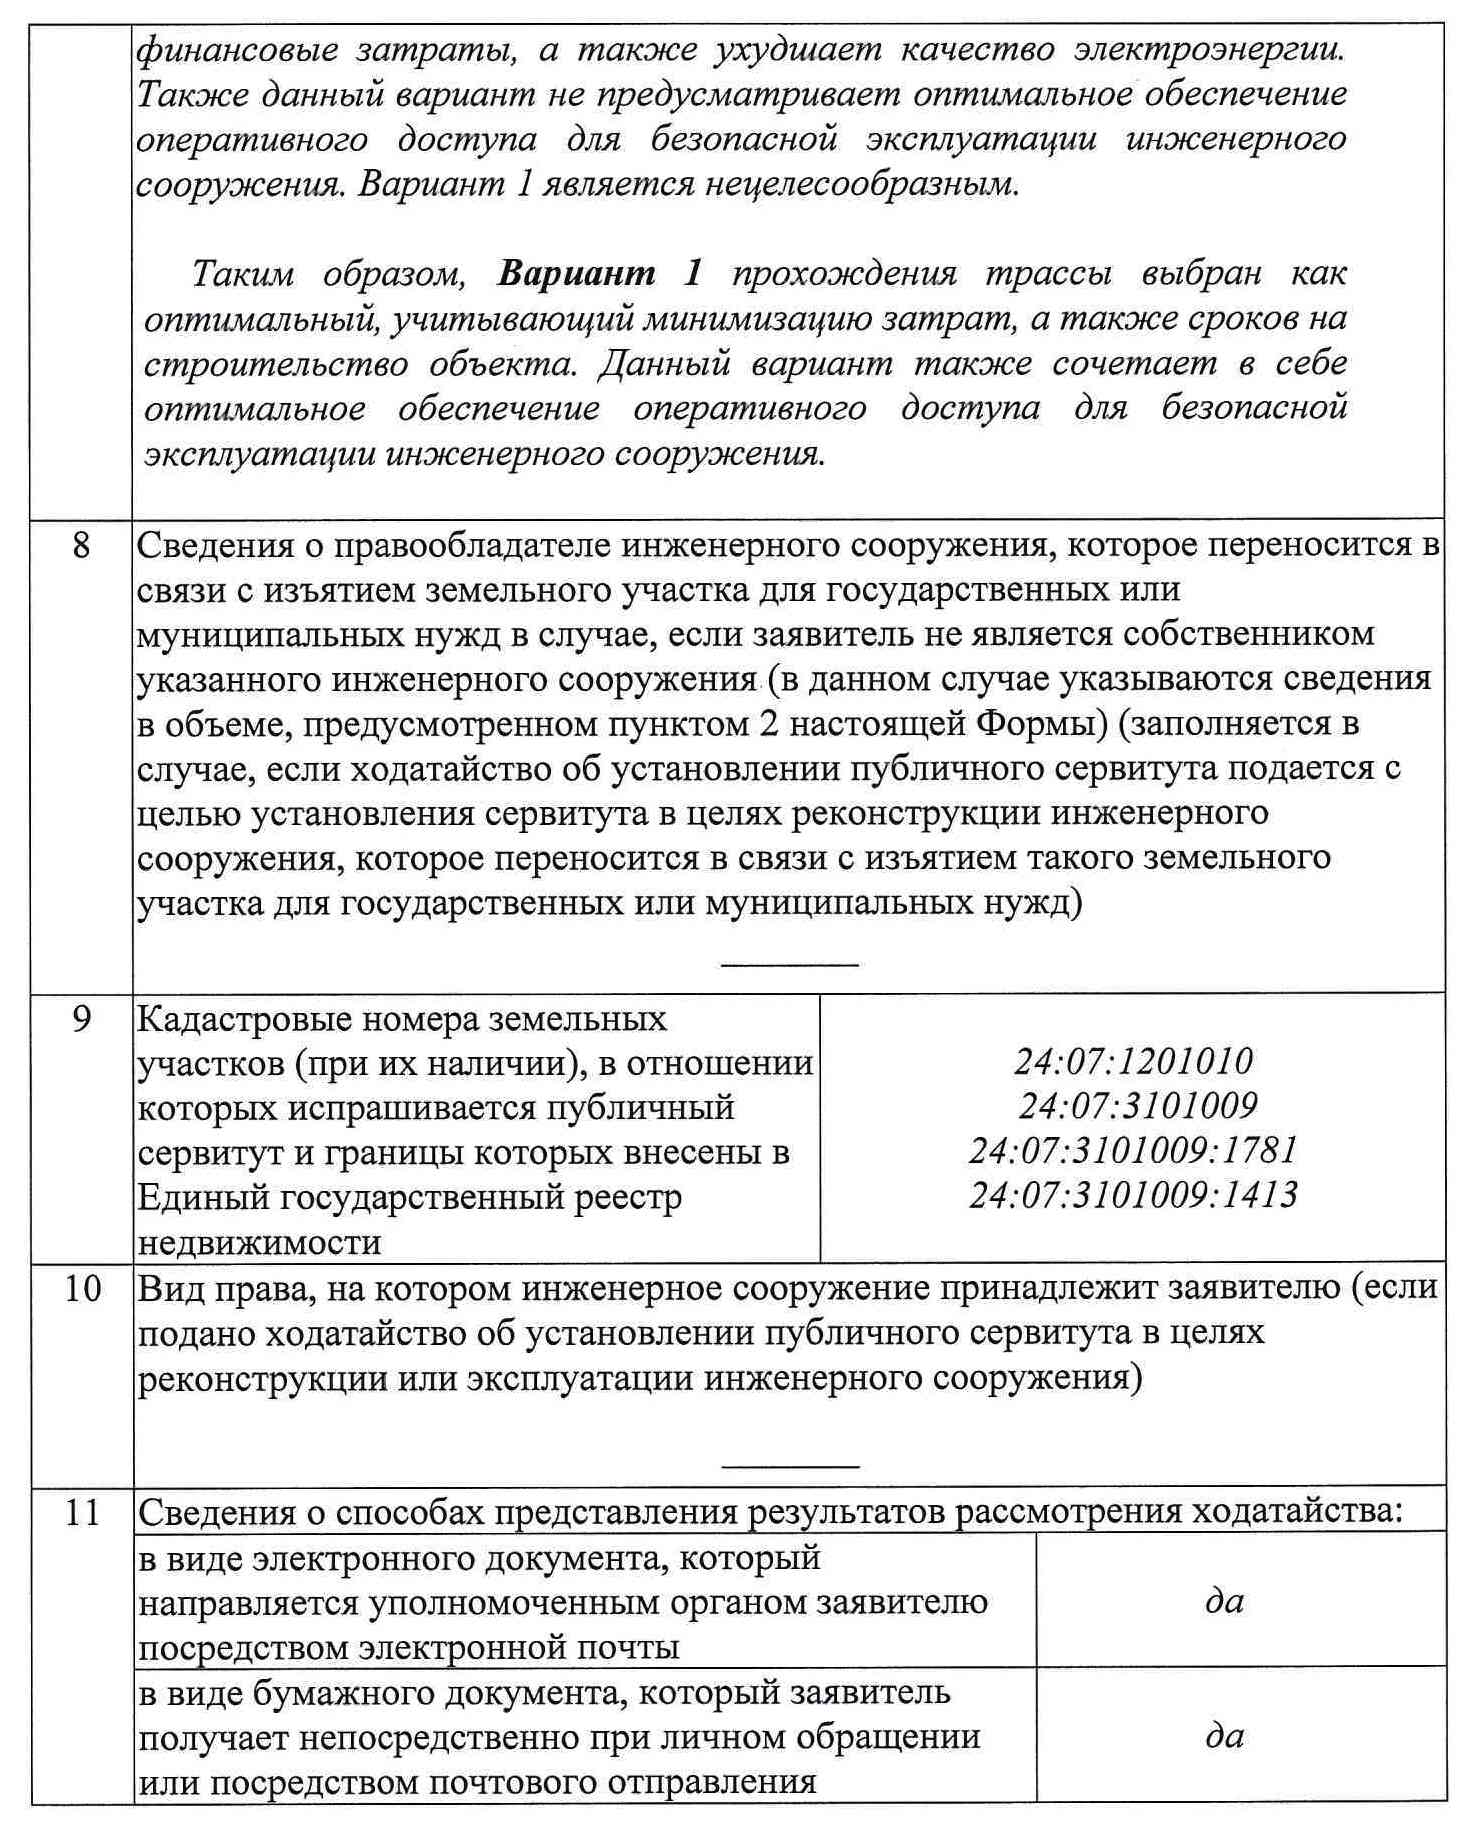 финансовые затраты, а также ухудшает качество электроэнергии.
Также данный вариант не предусматривает оптимальное обеспечение
оперативного доступа для безопасной эксплуатации инженерного
сооружения. Вариант 1 является нецелесообразным.
Таким образом, Вариант 1 прохождения трассы выбран как
оптимальный, учитывающий минимизацию затрат, а также сроков на
строительство объекта. Данный вариант также сочетает в себе
оптимальное обеспечение оперативного доступа для безопасной
эксплуатации инженерного сооружения.
8
Сведения о правообладателе инженерного сооружения, которое переносится в
связи с изъятием земельного участка для государственных или
муниципальных нужд в случае, если заявитель не является собственником
указанного инженерного сооружения (в данном случае указываются сведения
в объеме, предусмотренном пунктом 2 настоящей Формы) (заполняется в
случае, если ходатайство об установлении публичного сервитута подается с
целью установления сервитута в целях реконструкции инженерного
сооружения, которое переносится в связи с изъятием такого земельного
участка для государственных или муниципальных нужд)
9
Кадастровые номера земельных
участков (при их наличии), в отношении
которых испрашивается публичный
сервитут и границы которых внесены в
Единый государственный реестр
недвижимости
24:07:1201010
24:07:3101009
24:07:3101009:1781
24:07:3101009:1413
10
Вид права, на котором инженерное сооружение принадлежит заявителю (если
подано ходатайство об установлении публичного сервитута в целях
реконструкции или эксплуатации инженерного сооружения)
11
Сведения о способах представления результатов рассмотрения ходатайства:
в виде электронного документа, который
направляется уполномоченным органом заявителю
посредством электронной почты
да
в виде бумажного документа, который заявитель
получает непосредственно при личном обращении
или посредством почтового отправления
да